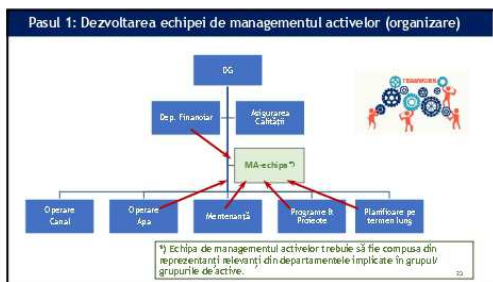 Pasul 1: Dezvoltarea echipei de managementul activelor (organizare)
DG
TEAMWORK
Dep. Financiar
Asigurarea
Calității
MA-echipa*)
Operare
Canal
Operare
Apa
Mentenanță
Programe &
Proiecte
Planificare pe
termen lung
*) Echipa de managementul activelor trebuie să fie compusa din
reprezentanți relevanți din departamentele implicate în grupul/
grupurile de active.